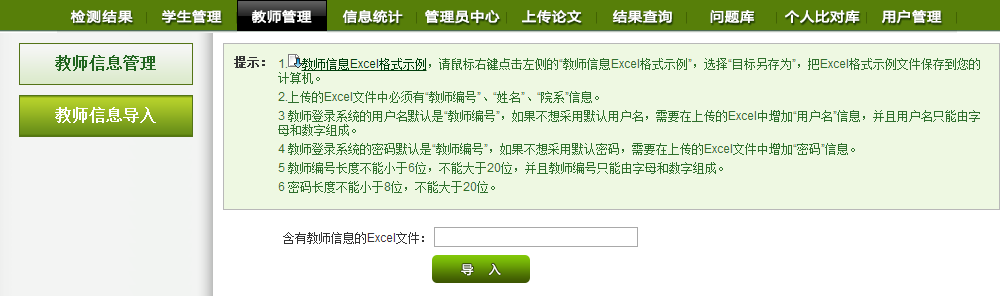 检测结果 学生管理 教师管理 信息统计 管理员中心 上传论文 结果查询 问题库 个人比对库 用户管理
教师信息管理
教师信息导入
提示： 1.教师信息Excel格式示例，请鼠标右键点击左侧的“教师信息Excel格式示例”，选择“目标另存为”，把Excel格式示例文件保存到您的
计算机。
2.上传的Excel文件中必须有“教师编号”、“姓名”、“院系”信息。
3 教师登录系统的用户名默认是“教师编号”，如果不想采用默认用户名，需要在上传的Excel中增加“用户名”信息，并且用户名只能由字
母和数字组成。
4 教师登录系统的密码默认是“教师编号”，如果不想采用默认密码，需要在上传的Excel文件中增加“密码”信息。
5 教师编号长度不能小于6位，不能大于20位，并且教师编号只能由字母和数字组成。
6 密码长度不能小于8位，不能大于20位。
含有教师信息的Excel文件：
导 入